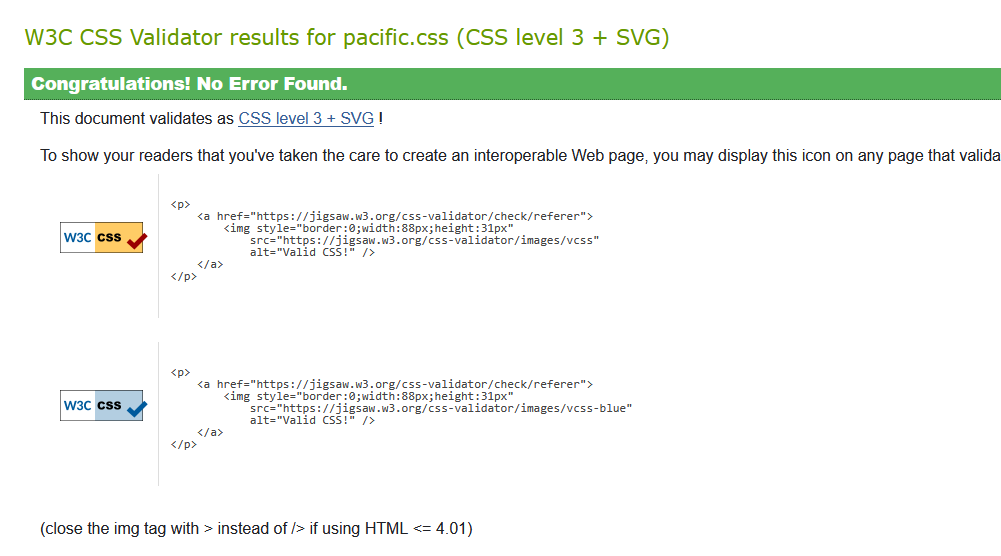 W3C CSS Validator results for pacific.css (CSS level 3 + SVG)
Congratulations! No Error Found.
This document validates as CSS level 3 + SVG !
To show your readers that you've taken the care to create an interoperable Web page, you may display this icon on any page that valida
W3C css
<p>
<a href="https://jigsaw.w3.org/css-validator/check/referer">
<img style="border:0;width:88px;height:31px"
src="https://jigsaw.w3.org/css-validator/images/vcss"
alt="Valid CSS!" />
</a>
</p>
W3C css
<p>
<a href="https://jigsaw.w3.org/css-validator/check/referer">
<img style="border:0;width:88px;height:31px"
src="https://jigsaw.w3.org/css-validator/images/vcss-blue"
alt="Valid CSS!" />
</a>
</p>
(close the img tag with > instead of /> if using HTML <= 4.01)